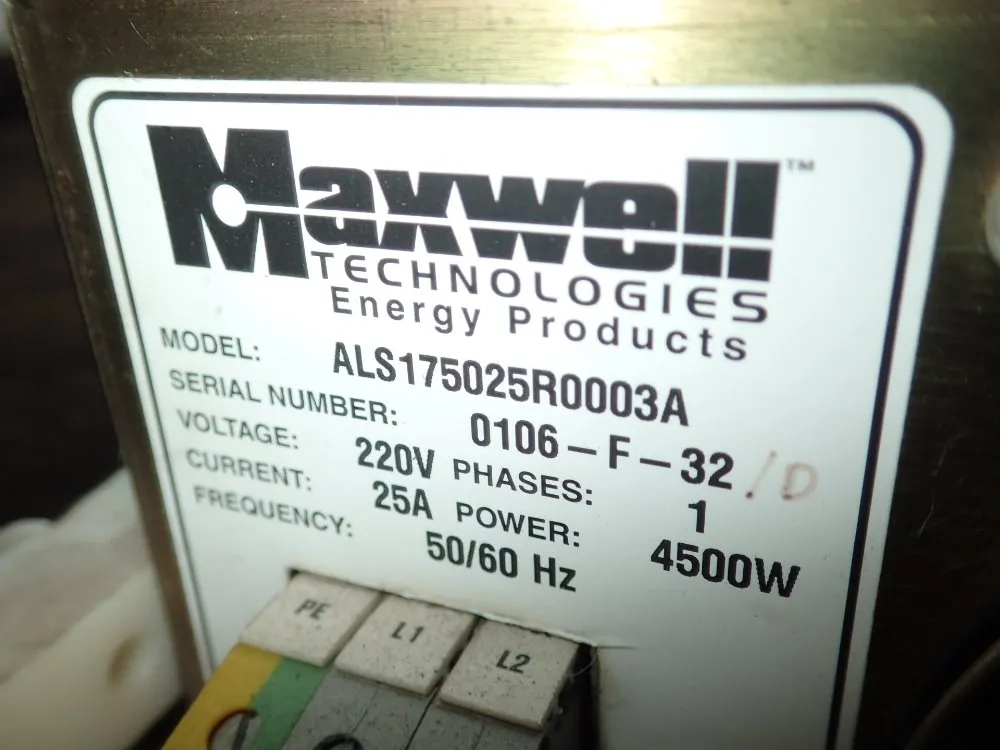 Maxwell™
TECHNOLOGIES
Energy Products
MODEL: ALS175025R0003A
SERIAL NUMBER: 0106-F-32 /D
VOLTAGE: 220V PHASES: 1
CURRENT: 25A POWER: 4500W
FREQUENCY: 50/60 Hz
PE L1 L2